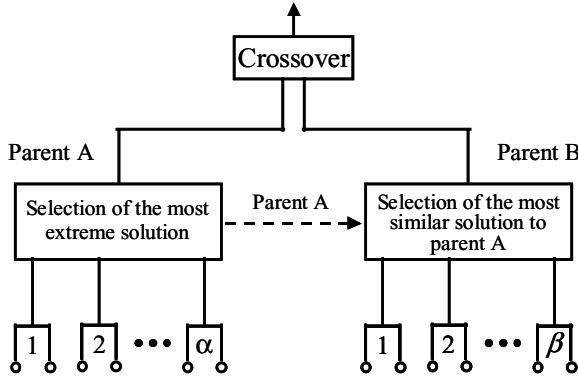 Crossover
Parent A
Parent B
Selection of the most
extreme solution
Parent A
Selection of the most
similar solution to
parent A
1 2 ••• α
1 2 ••• β